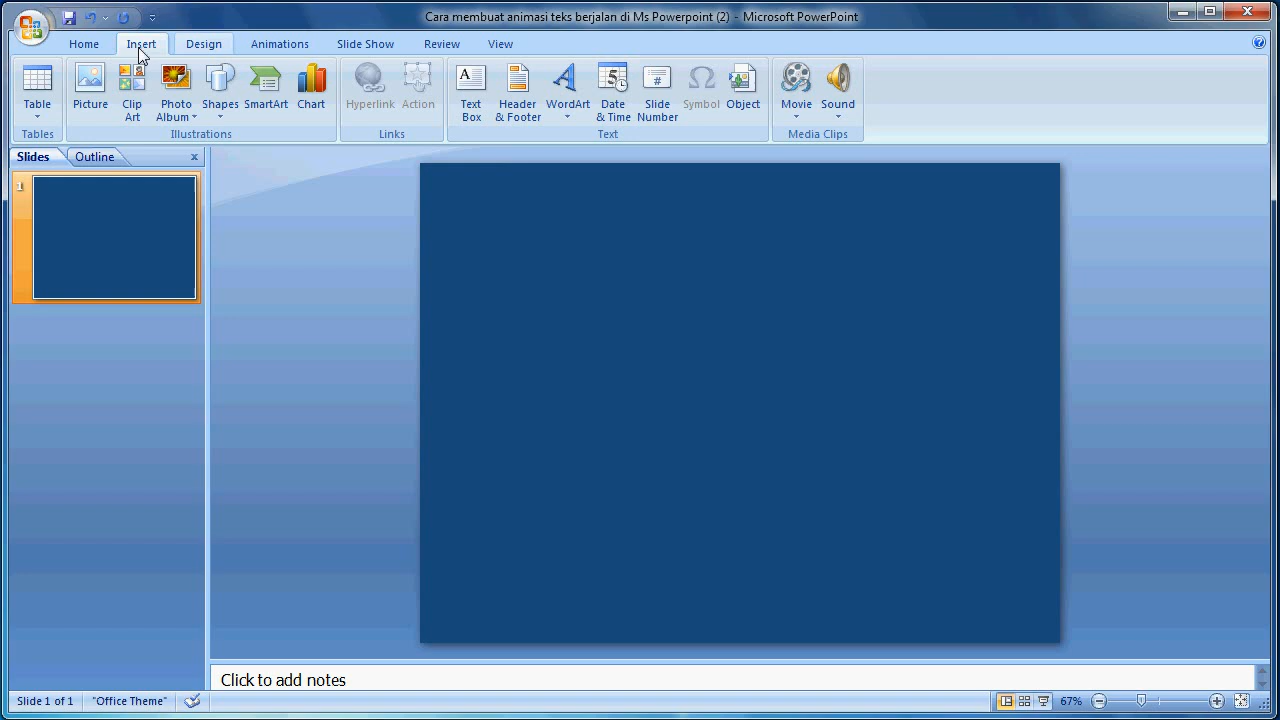 Cara membuat animasi teks berjalan di Ms Powerpoint (2) - Microsoft PowerPoint
Home Insert Design Animations Slide Show Review View
Table Picture Clip Art Photo Album Shapes SmartArt Chart Hyperlink Action Text Box Header & Footer WordArt Date & Time Slide Number Symbol Object Movie Sound
Tables Illustrations Links Text Media Clips
Slides Outline
1
Click to add notes
Slide 1 of 1 "Office Theme" 67%